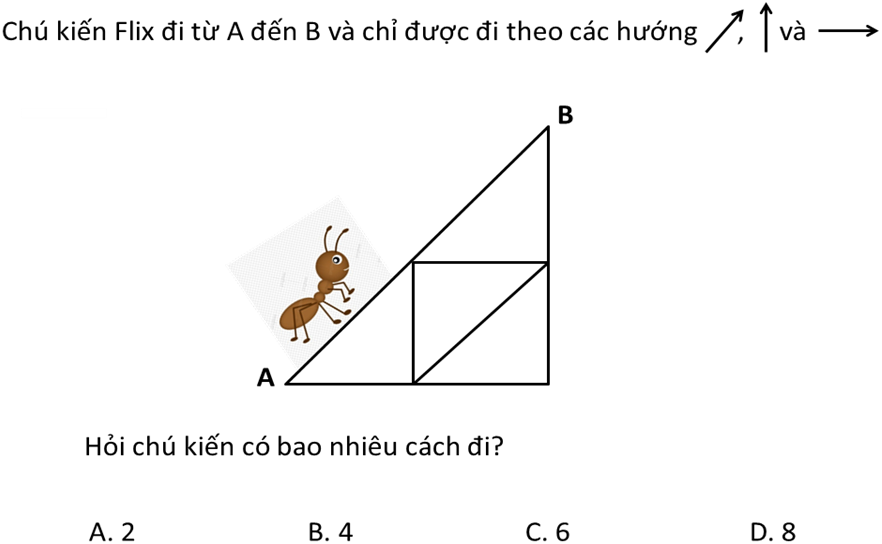 Chú kiến Flix đi từ A đến B và chỉ được đi theo các hướng , và
B
A
Hỏi chú kiến có bao nhiêu cách đi?
A. 2 B. 4 C. 6 D. 8